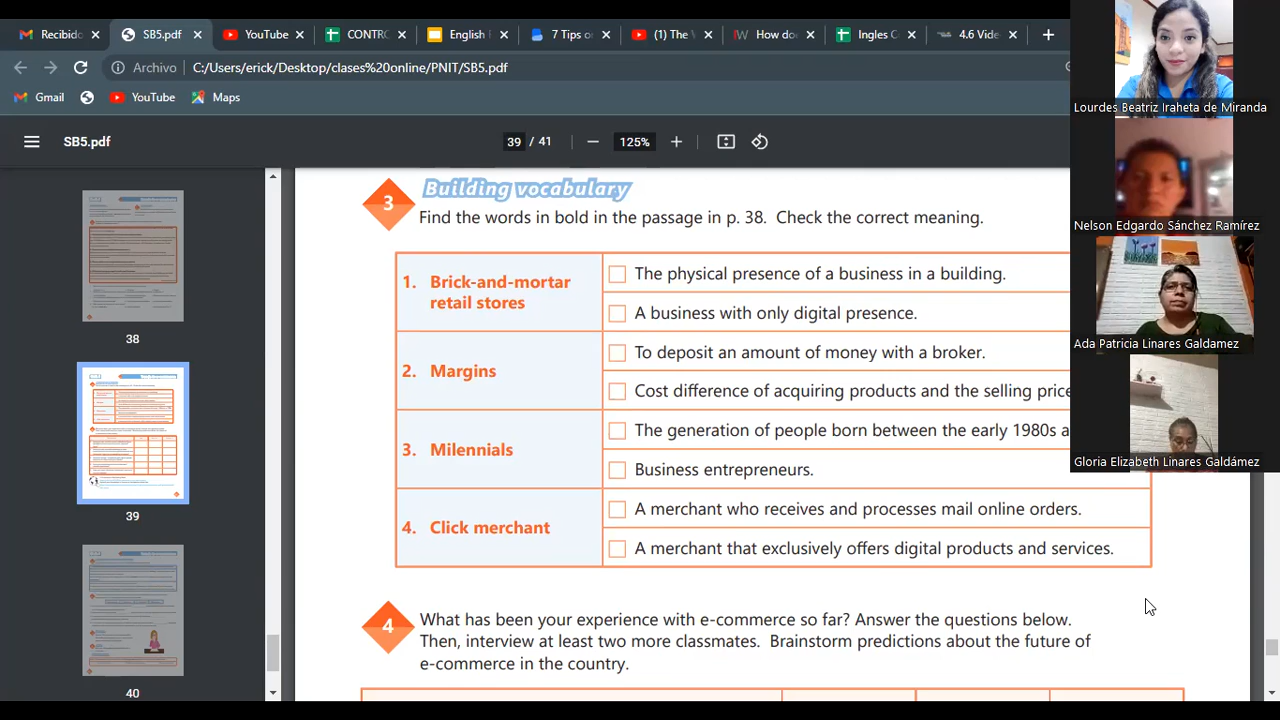 Recibido
SB5.pdf
YouTube
CONTRO
English
7 Tips o
(1) The
How do
Ingles C
4.6 Vide
Archivo
C:/Users/erick/Desktop/clases%20online/PNIT/SB5.pdf
Gmail
YouTube
Maps
SB5.pdf
39 / 41
125%
38
39
40
3
Building vocabulary
Find the words in bold in the passage in p. 38. Check the correct meaning.
1. Brick-and-mortar
retail stores
The physical presence of a business in a building.
A business with only digital presence.
2. Margins
To deposit an amount of money with a broker.
Cost difference of acquiring products and the selling price
3. Milennials
The generation of people born between the early 1980s a
Business entrepreneurs.
4. Click merchant
A merchant who receives and processes mail online orders.
A merchant that exclusively offers digital products and services.
4
What has been your experience with e-commerce so far? Answer the questions below.
Then, interview at least two more classmates. Brainstorm predictions about the future of
e-commerce in the country.
Lourdes Beatriz Iraheta de Miranda
Nelson Edgardo Sánchez Ramírez
Ada Patricia Linares Galdamez
Gloria Elizabeth Linares Galdámez